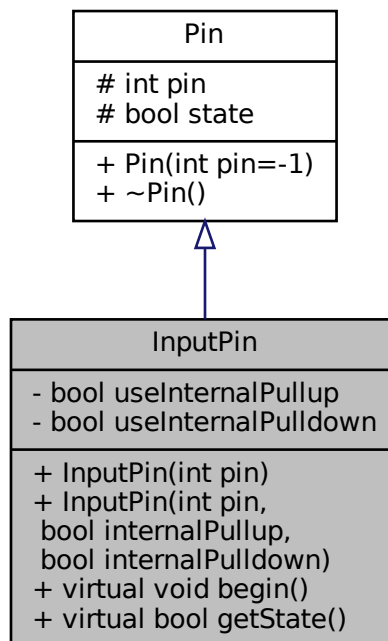 Pin
# int pin
# bool state
+ Pin(int pin=-1)
+ ~Pin()
InputPin
- bool useInternalPullup
- bool useInternalPulldown
+ InputPin(int pin)
+ InputPin(int pin,
bool internalPullup,
bool internalPulldown)
+ virtual void begin()
+ virtual bool getState()